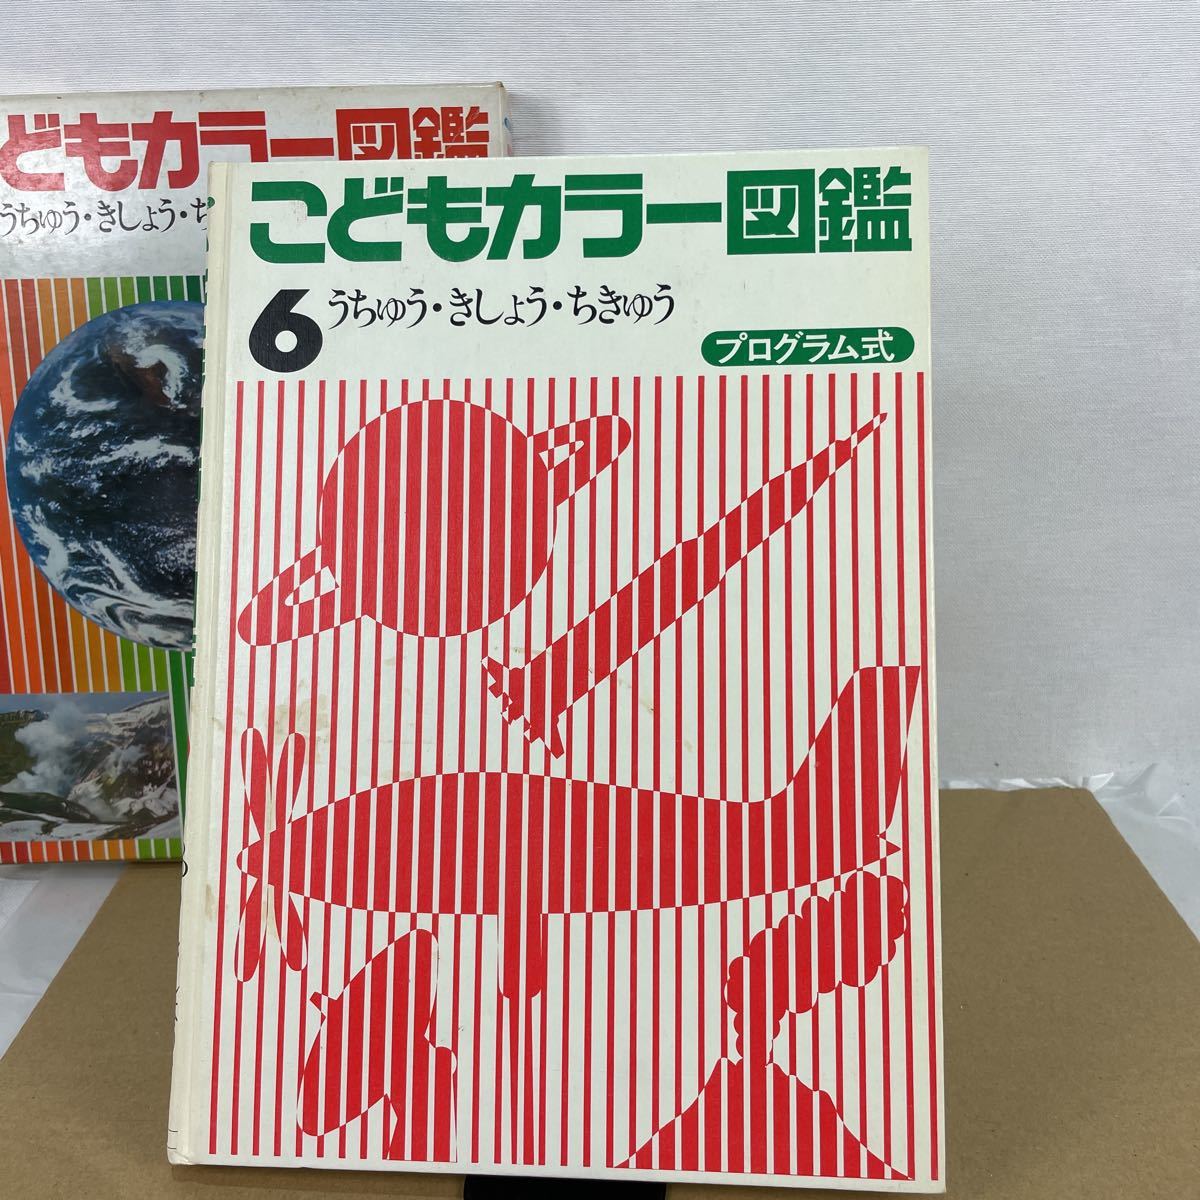 どもカラー図鑑
うちゅう・きしょう・ち
こどもカラー図鑑
6 うちゅう・きしょう・ちきゅう
プログラム式